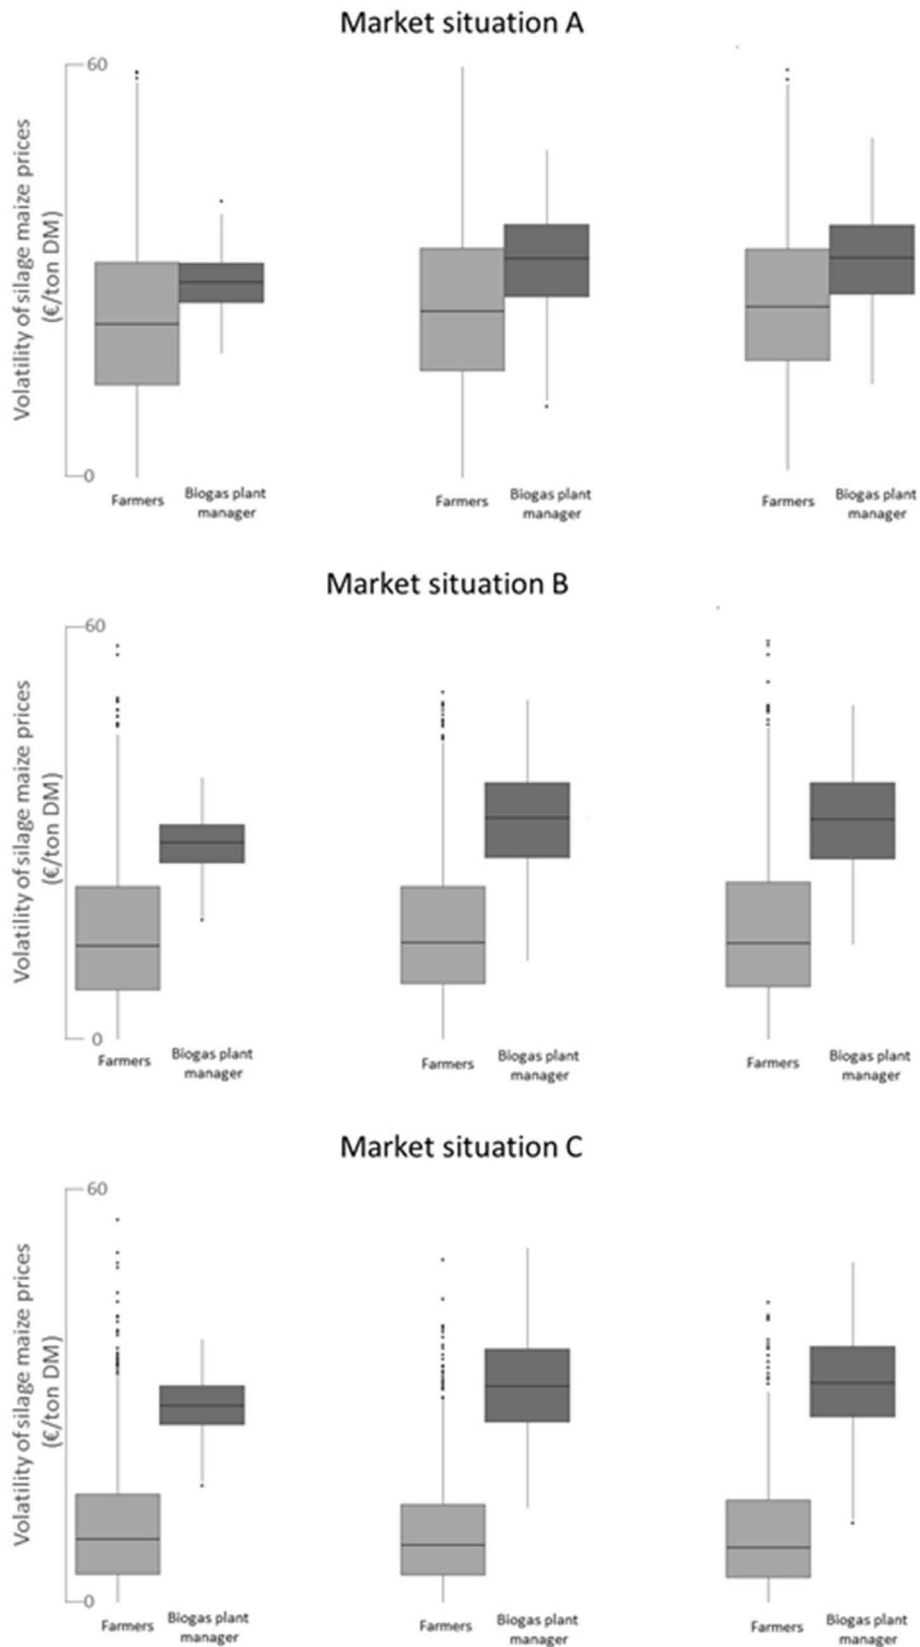 Market situation A
60
Volatility of silage maize prices
(€/ton DM)
0
Farmers
Biogas plant
manager
Farmers
Biogas plant
manager
Farmers
Biogas plant
manager
Market situation B
60
Volatility of silage maize prices
(€/ton DM)
0
Farmers
Biogas plant
manager
Farmers
Biogas plant
manager
Farmers
Biogas plant
manager
Market situation C
60
Volatility of silage maize prices
(€/ton DM)
0
Farmers
Biogas plant
manager
Farmers
Biogas plant
manager
Farmers
Biogas plant
manager